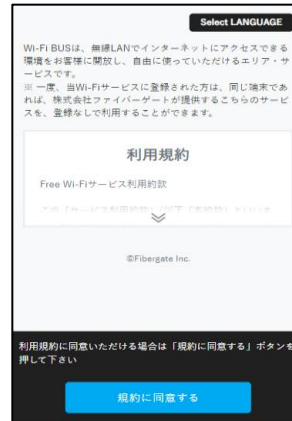 Select LANGUAGE
Wi-Fi BUSは、無線LANでインターネットにアクセスできる
環境をお客様に開放し、自由に使っていただけるエリア・サ
ービスです。
※ 一度、当Wi-Fiサービスに登録された方は、同じ端末であ
れば、株式会社ファイバーゲートが提供するこちらのサービ
スを、登録なしで利用することができます。
利用規約
Free Wi-Fiサービス利用約款
©Fibergate Inc.
利用規約に同意いただける場合は「規約に同意する」ボタンを
押して下さい
規約に同意する